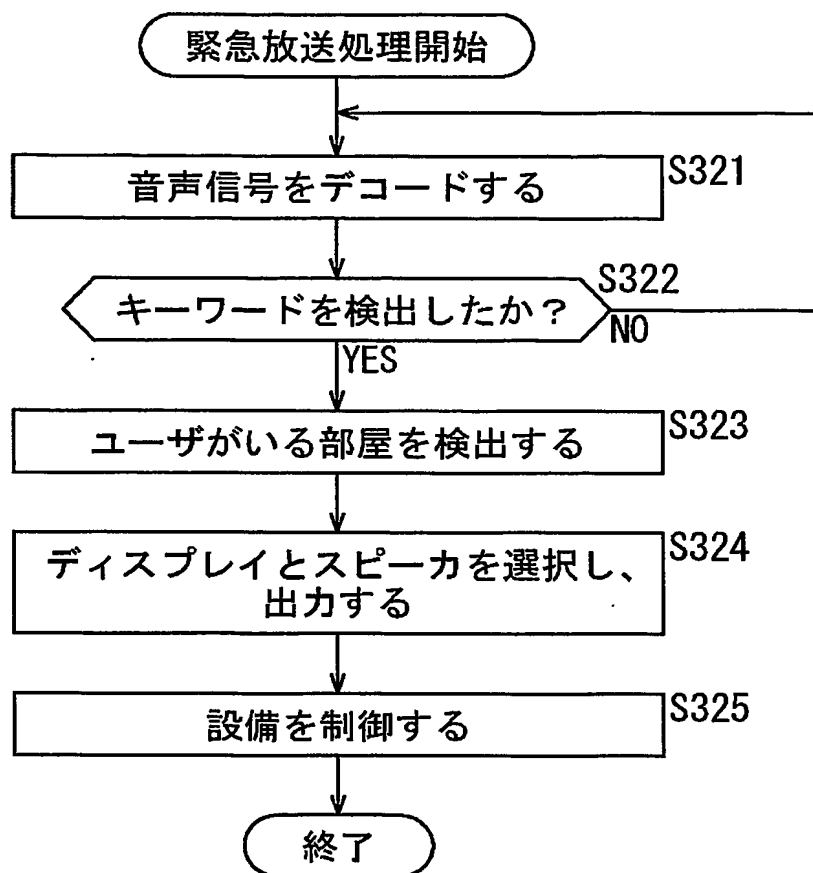 緊急放送処理開始
音声信号をデコードする
S321
キーワードを検出したか?
S322
NO
YES
ユーザがいる部屋を検出する
S323
ディスプレイとスピーカを選択し、
出力する
S324
設備を制御する
S325
終了